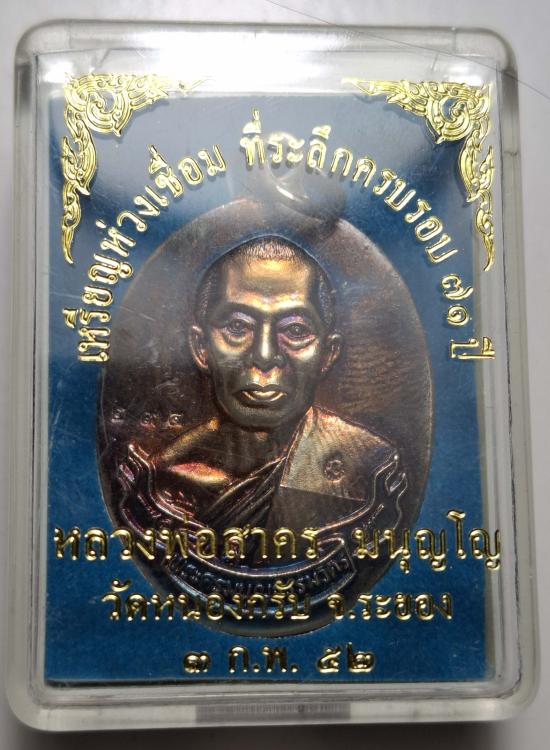 เหรียญห่วงเชื่อม ที่ระลึกครบรอบ ๗๑ ปี
๒๓๔
หลวงพ่อสาคร มนุญฺโญ
วัดหนองกรับ จ.ระยอง
๓ ก.พ. ๕๒